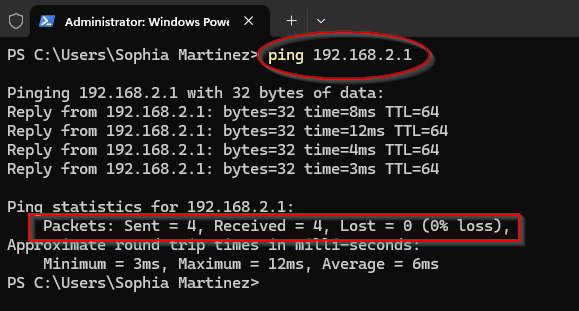 Administrator: Windows Powe
PS C:\Users\Sophia Martinez> ping 192.168.2.1
Pinging 192.168.2.1 with 32 bytes of data:
Reply from 192.168.2.1: bytes=32 time=8ms TTL=64
Reply from 192.168.2.1: bytes=32 time=12ms TTL=64
Reply from 192.168.2.1: bytes=32 time=4ms TTL=64
Reply from 192.168.2.1: bytes=32 time=3ms TTL=64
Ping statistics for 192.168.2.1:
Packets: Sent = 4, Received = 4, Lost = 0 (0% loss),
Approximate round trip times in milli-seconds:
Minimum = 3ms, Maximum = 12ms, Average = 6ms
PS C:\Users\Sophia Martinez>